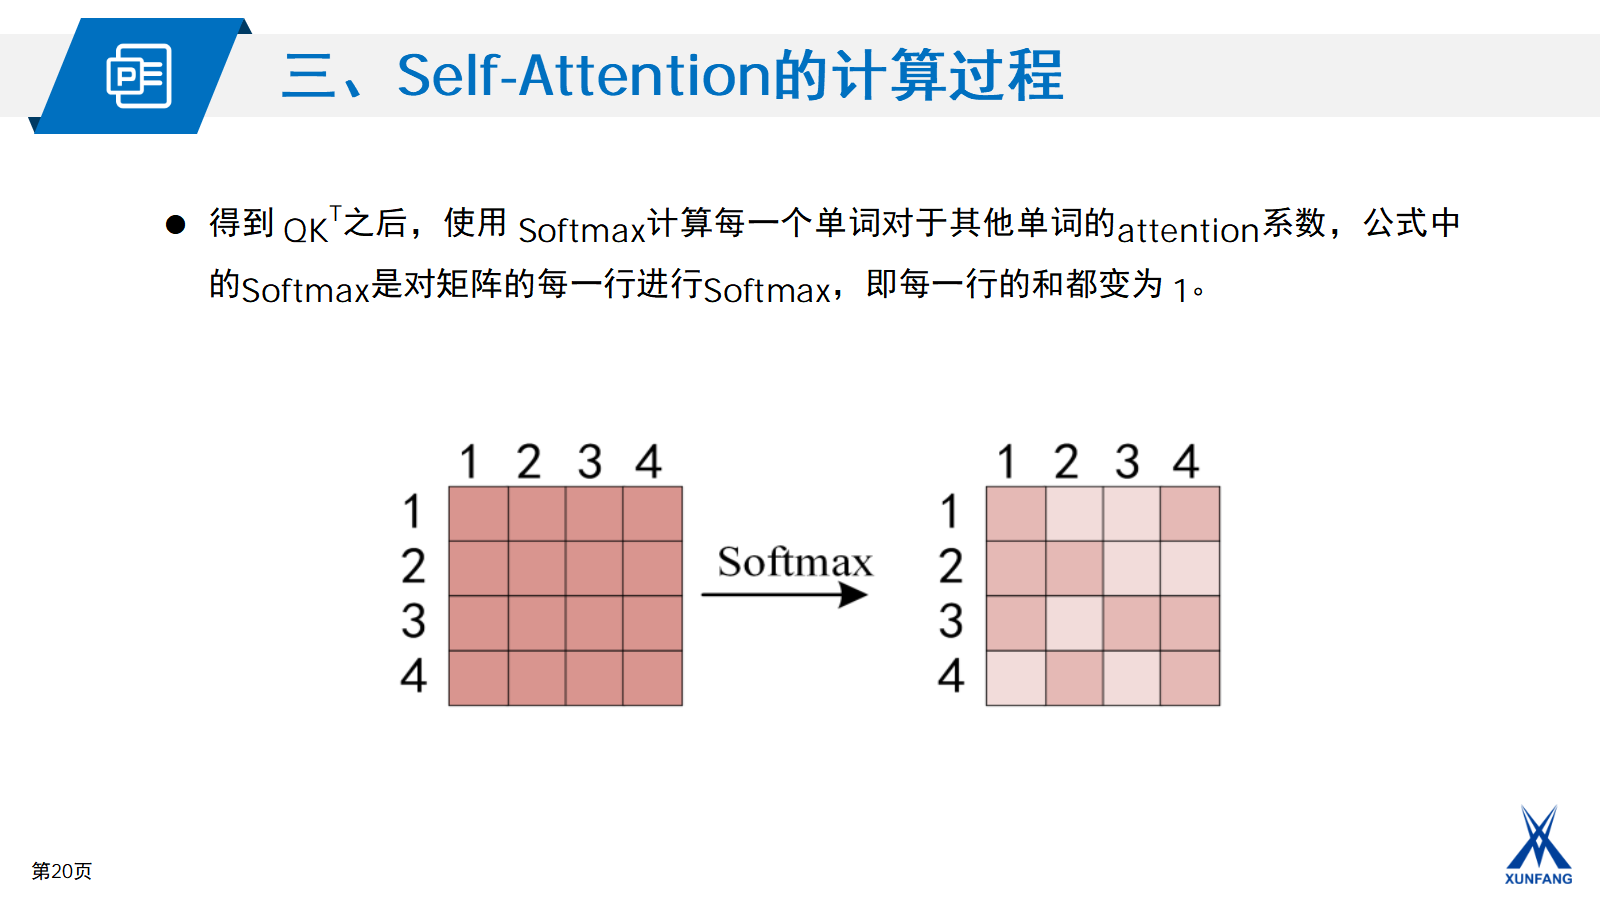 三、Self-Attention的计算过程
● 得到 QKᵀ之后，使用 Softmax计算每一个单词对于其他单词的attention系数，公式中
的Softmax是对矩阵的每一行进行Softmax，即每一行的和都变为 1。
1 2 3 4
1
2
3
4
Softmax
1 2 3 4
1
2
3
4
第20页
XUNFANG